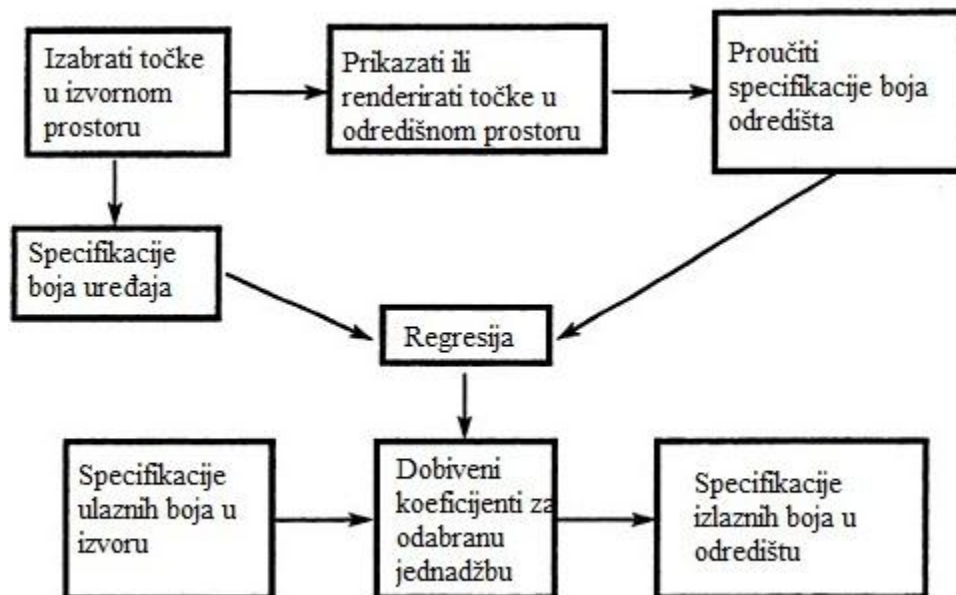 Izabrati točke
u izvornom
prostoru
Prikazati ili
renderirati točke u
odredišnom prostoru
Proučiti
specifikacije boja
odredišta
Specifikacije
boja uređaja
Regresija
Specifikacije
ulaznih boja u
izvoru
Dobiveni
koeficijenti za
odabranu
jednadžbu
Specifikacije
izlaznih boja u
odredištu